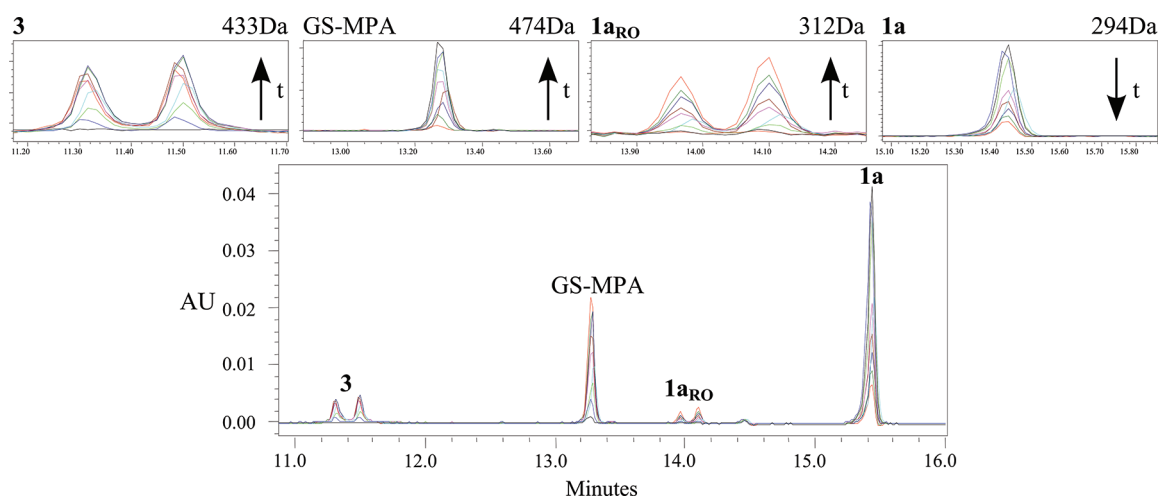 3 433Da GS-MPA 474Da 1aRO 312Da 1a 294Da
t t t t
11.20 11.30 11.40 11.50 11.60 11.70 13.00 13.20 13.40 13.60 13.90 14.00 14.10 14.20 15.10 15.20 15.30 15.40 15.50 15.60 15.70 15.80
1a
0.04
0.03
GS-MPA
AU 0.02
0.01
3 1aRO
0.00
11.0 12.0 13.0 14.0 15.0 16.0
Minutes